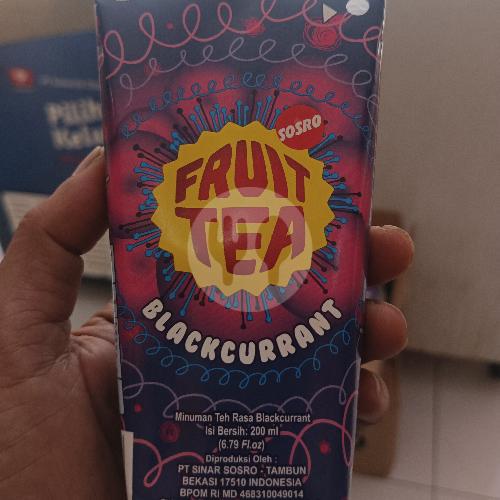 SOSRO
FRUIT
TEA
BLACKCURRANT
Minuman Teh Rasa Blackcurrant
Isi Bersih: 200 ml
(6.79 Fl.oz)
Diproduksi Oleh :
PT SINAR SOSRO - TAMBUN
BEKASI 17510 INDONESIA
BPOM RI MD 468310049014